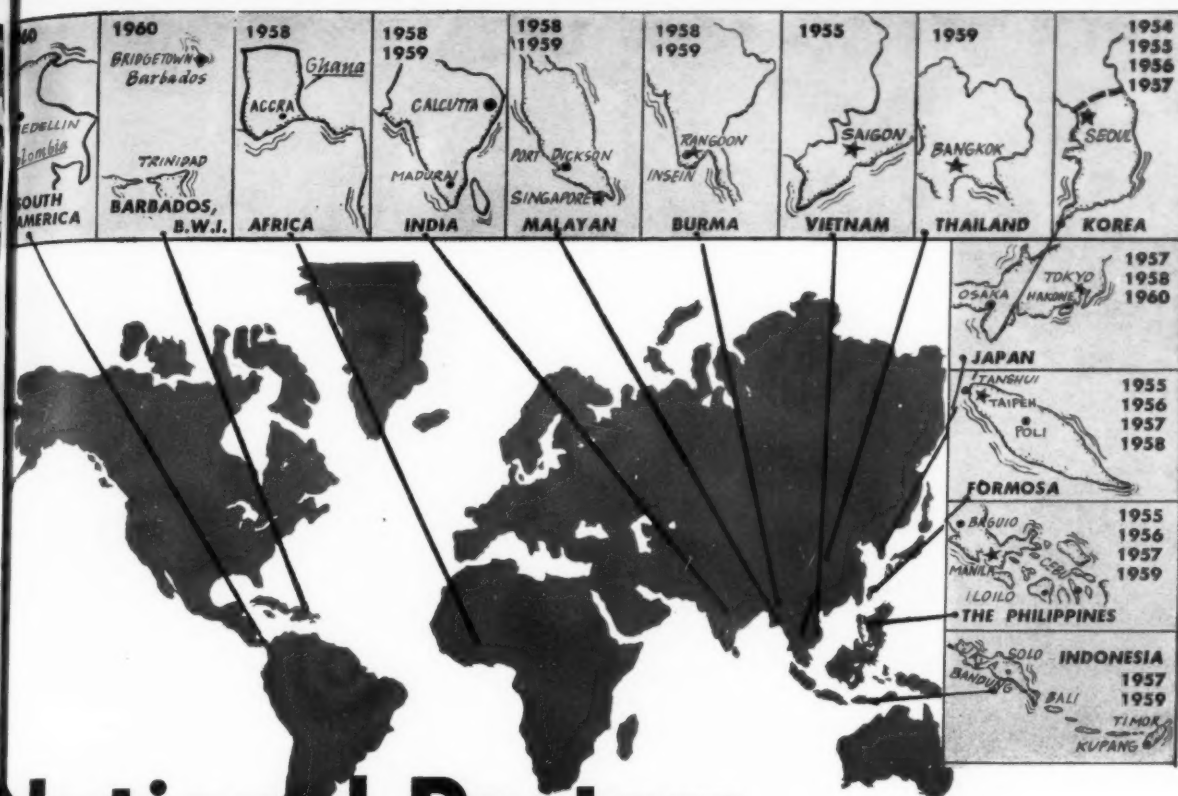 60
MEDELLIN
Colombia
SOUTH
AMERICA
1960
BRIDGETOWN
Barbados
TRINIDAD
BARBADOS,
B.W.I.
1958
Ghana
ACCRA
AFRICA
1958
1959
CALCUTTA
MADURAI
INDIA
1958
1959
PORT DICKSON
SINGAPORE
MALAYAN
1958
1959
RANGOON
INSEIN
BURMA
1955
SAIGON
VIETNAM
1959
BANGKOK
THAILAND
1954
1955
1956
1957
SEOUL
KOREA
1957
1958
1960
TOKYO
OSAKA
HAKONE
JAPAN
TANSHUI
TAIPEH
POLI
1955
1956
1957
1958
FORMOSA
BAGUIO
MANILA
CEBU
ILOILO
1955
1956
1957
1959
THE PHILIPPINES
SOLO
BANDUNG
INDONESIA
1957
1959
BALI
TIMOR
KUPANG